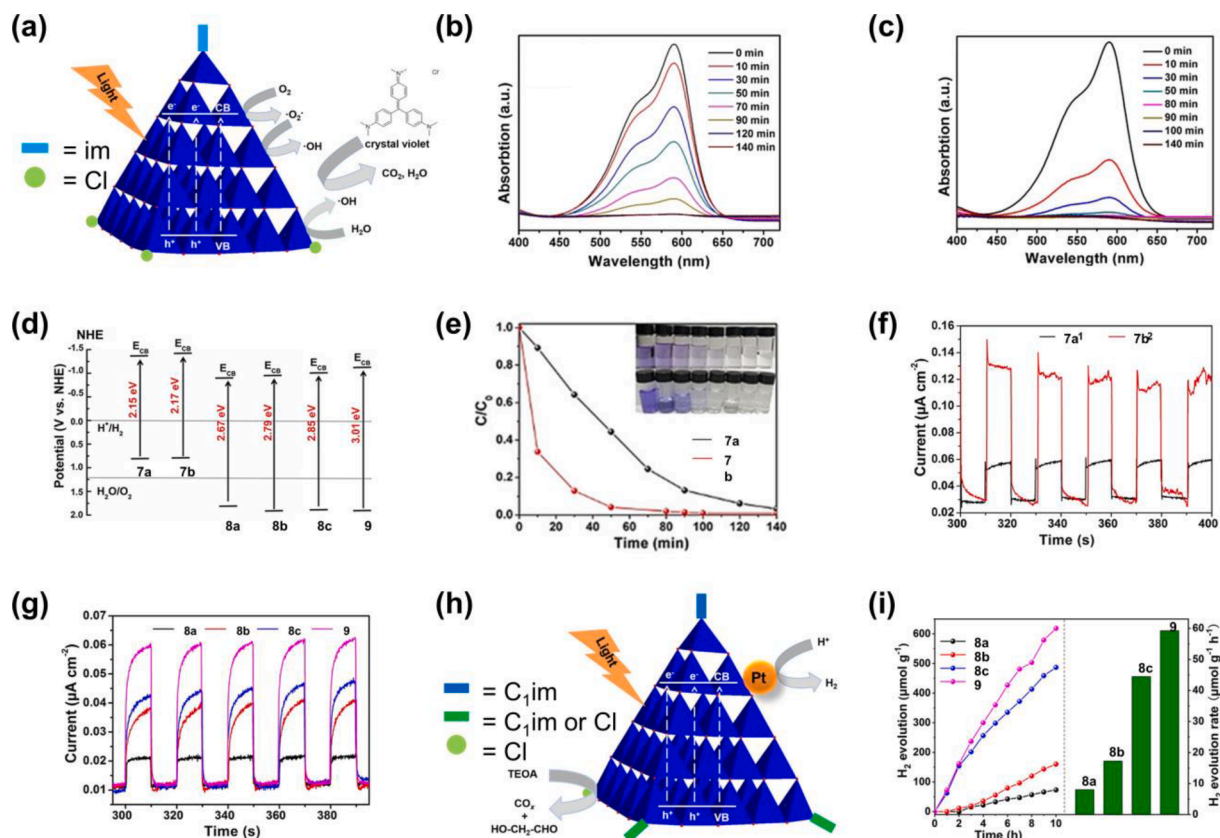 (a)
Light
e⁻ e⁻ CB
h⁺ h⁺ VB
= im
= Cl
O₂
·O₂⁻
·OH
N
Cl⁻
crystal violet
CO₂, H₂O
·OH
H₂O
(b)
Absorbtion (a.u.)
0 min
10 min
30 min
50 min
70 min
90 min
120 min
140 min
400 450 500 550 600 650 700
Wavelength (nm)
(c)
Absorbtion (a.u.)
0 min
10 min
30 min
50 min
80 min
90 min
100 min
140 min
400 450 500 550 600 650 700
Wavelength (nm)
(d)
NHE
Potential (V vs. NHE)
-1.5
-1.0
-0.5
0.0
0.5
1.0
1.5
2.0
E_CB E_CB E_CB E_CB E_CB E_CB
2.15 eV 2.17 eV 2.67 eV 2.79 eV 2.85 eV 3.01 eV
H⁺/H₂
7a 7b
H₂O/O₂
8a 8b 8c 9
(e)
C/C₀
1.0
0.8
0.6
0.4
0.2
0.0
7a
7
b
0 20 40 60 80 100 120 140
Time (min)
(f)
Current (µA cm⁻²)
0.16
0.14
0.12
0.10
0.08
0.06
0.04
0.02
7a¹ 7b²
300 320 340 360 380 400
Time (s)
(g)
Current (µA cm⁻²)
0.07
0.06
0.05
0.04
0.03
0.02
0.01
8a 8b 8c 9
300 320 340 360 380
Time (s)
(h)
Light
e⁻ e⁻ CB
h⁺ h⁺ VB
Pt
H⁺
H₂
= C₁im
= C₁im or Cl
= Cl
TEOA
COₓ
+
HO-CH₂-CHO
(i)
H₂ evolution (µmol g⁻¹)
600
500
400
300
200
100
0
8a
8b
8c
9
0 2 4 6 8 10
Time (h)
8a
8b
8c
9
60
50
40
30
20
10
0
H₂ evolution rate (µmol g⁻¹ h⁻¹)